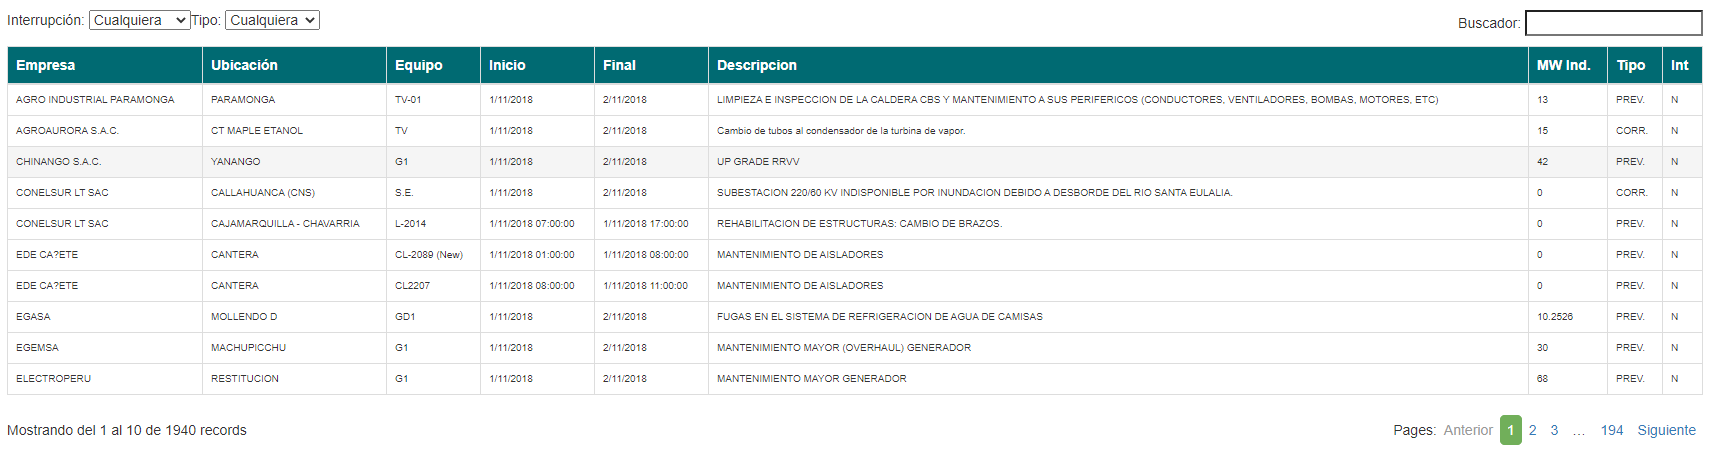 Interrupción: Cualquiera Tipo: Cualquiera Buscador:
Empresa Ubicación Equipo Inicio Final Descripcion MW Ind. Tipo Int
AGRO INDUSTRIAL PARAMONGA PARAMONGA TV-01 1/11/2018 2/11/2018 LIMPIEZA E INSPECCION DE LA CALDERA CBS Y MANTENIMIENTO A SUS PERIFERICOS (CONDUCTORES, VENTILADORES, BOMBAS, MOTORES, ETC) 13 PREV. N
AGROAURORA S.A.C. CT MAPLE ETANOL TV 1/11/2018 2/11/2018 Cambio de tubos al condensador de la turbina de vapor. 15 CORR. N
CHINANGO S.A.C. YANANGO G1 1/11/2018 2/11/2018 UP GRADE RRVV 42 PREV. N
CONELSUR LT SAC CALLAHUANCA (CNS) S.E. 1/11/2018 2/11/2018 SUBESTACION 220/60 KV INDISPONIBLE POR INUNDACION DEBIDO A DESBORDE DEL RIO SANTA EULALIA. 0 CORR. N
CONELSUR LT SAC CAJAMARQUILLA - CHAVARRIA L-2014 1/11/2018 07:00:00 1/11/2018 17:00:00 REHABILITACION DE ESTRUCTURAS: CAMBIO DE BRAZOS. 0 PREV. N
EDE CA?ETE CANTERA CL-2089 (New) 1/11/2018 01:00:00 1/11/2018 08:00:00 MANTENIMIENTO DE AISLADORES 0 PREV. N
EDE CA?ETE CANTERA CL2207 1/11/2018 08:00:00 1/11/2018 11:00:00 MANTENIMIENTO DE AISLADORES 0 PREV. N
EGASA MOLLENDO D GD1 1/11/2018 2/11/2018 FUGAS EN EL SISTEMA DE REFRIGERACION DE AGUA DE CAMISAS 10.2526 PREV. N
EGEMSA MACHUPICCHU G1 1/11/2018 2/11/2018 MANTENIMIENTO MAYOR (OVERHAUL) GENERADOR 30 PREV. N
ELECTROPERU RESTITUCION G1 1/11/2018 2/11/2018 MANTENIMIENTO MAYOR GENERADOR 68 PREV. N
Mostrando del 1 al 10 de 1940 records Pages: Anterior 1 2 3 … 194 Siguiente